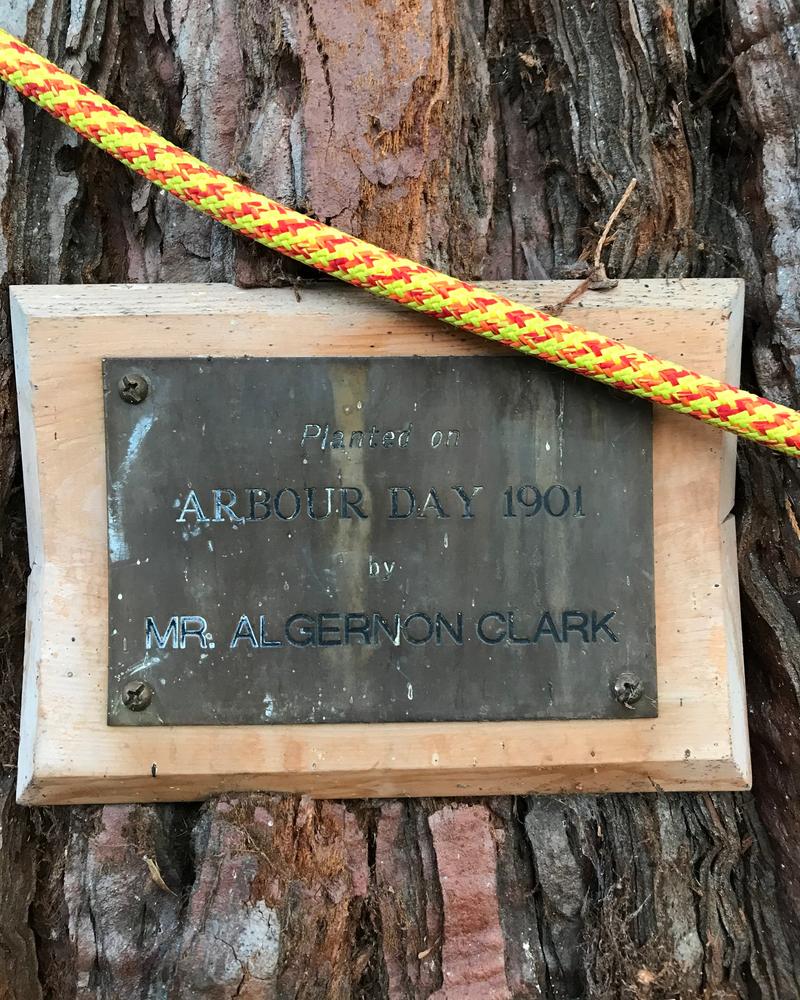 Planted on
ARBOUR DAY 1901
by
MR. ALGERNON CLARK